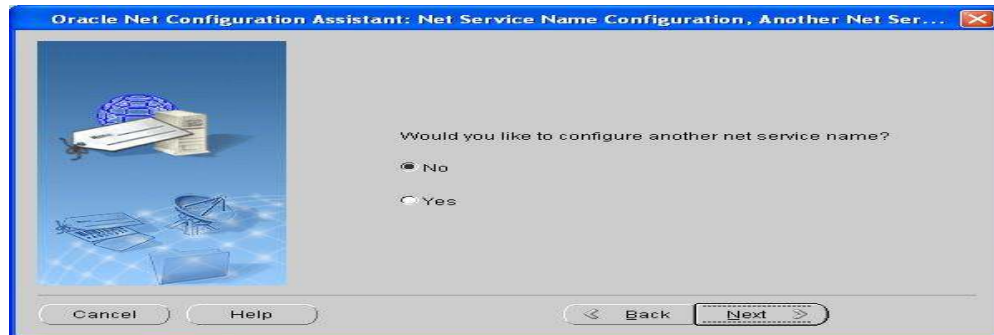 Oracle Net Configuration Assistant: Net Service Name Configuration, Another Net Ser...
Would you like to configure another net service name?
No
Yes
Cancel
Help
Back
Next